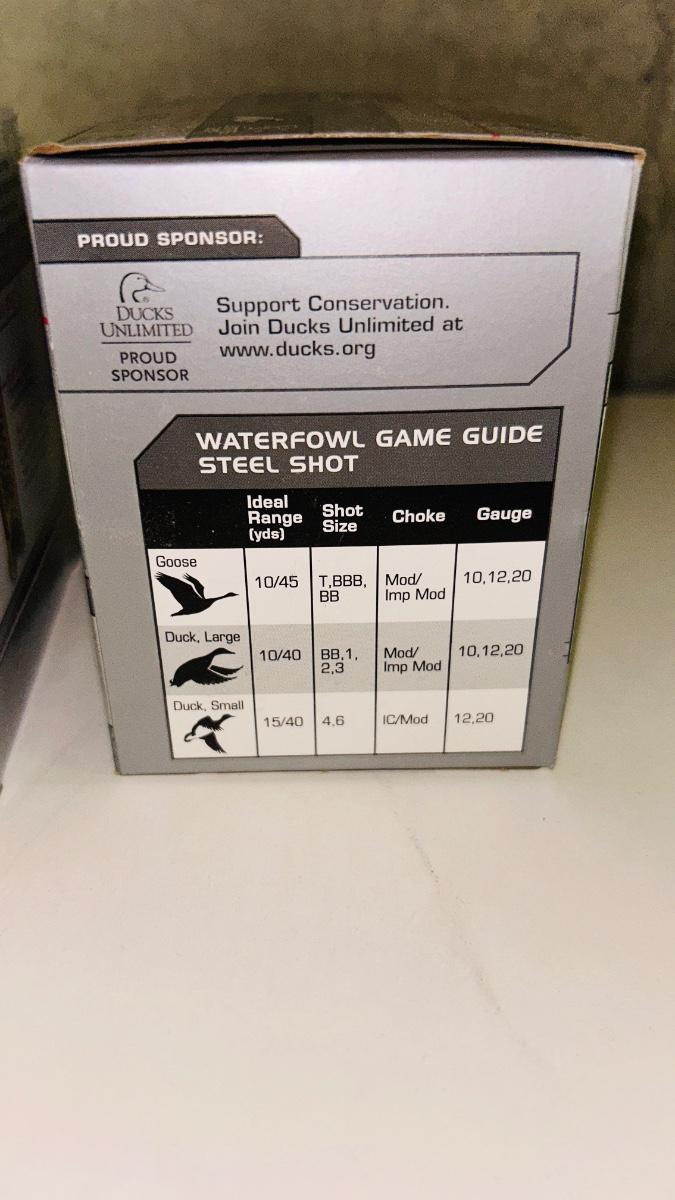 PROUD SPONSOR:
DUCKS
UNLIMITED
PROUD
SPONSOR
Support Conservation.
Join Ducks Unlimited at
www.ducks.org
WATERFOWL GAME GUIDE
STEEL SHOT
Ideal
Range
(yds)
Shot
Size
Choke
Gauge
Goose
10/45
T,BBB,
BB
Mod/
Imp Mod
10,12,20
Duck, Large
10/40
BB,1,
2,3
Mod/
Imp Mod
10,12,20
Duck, Small
15/40
4,6
IC/Mod
12,20